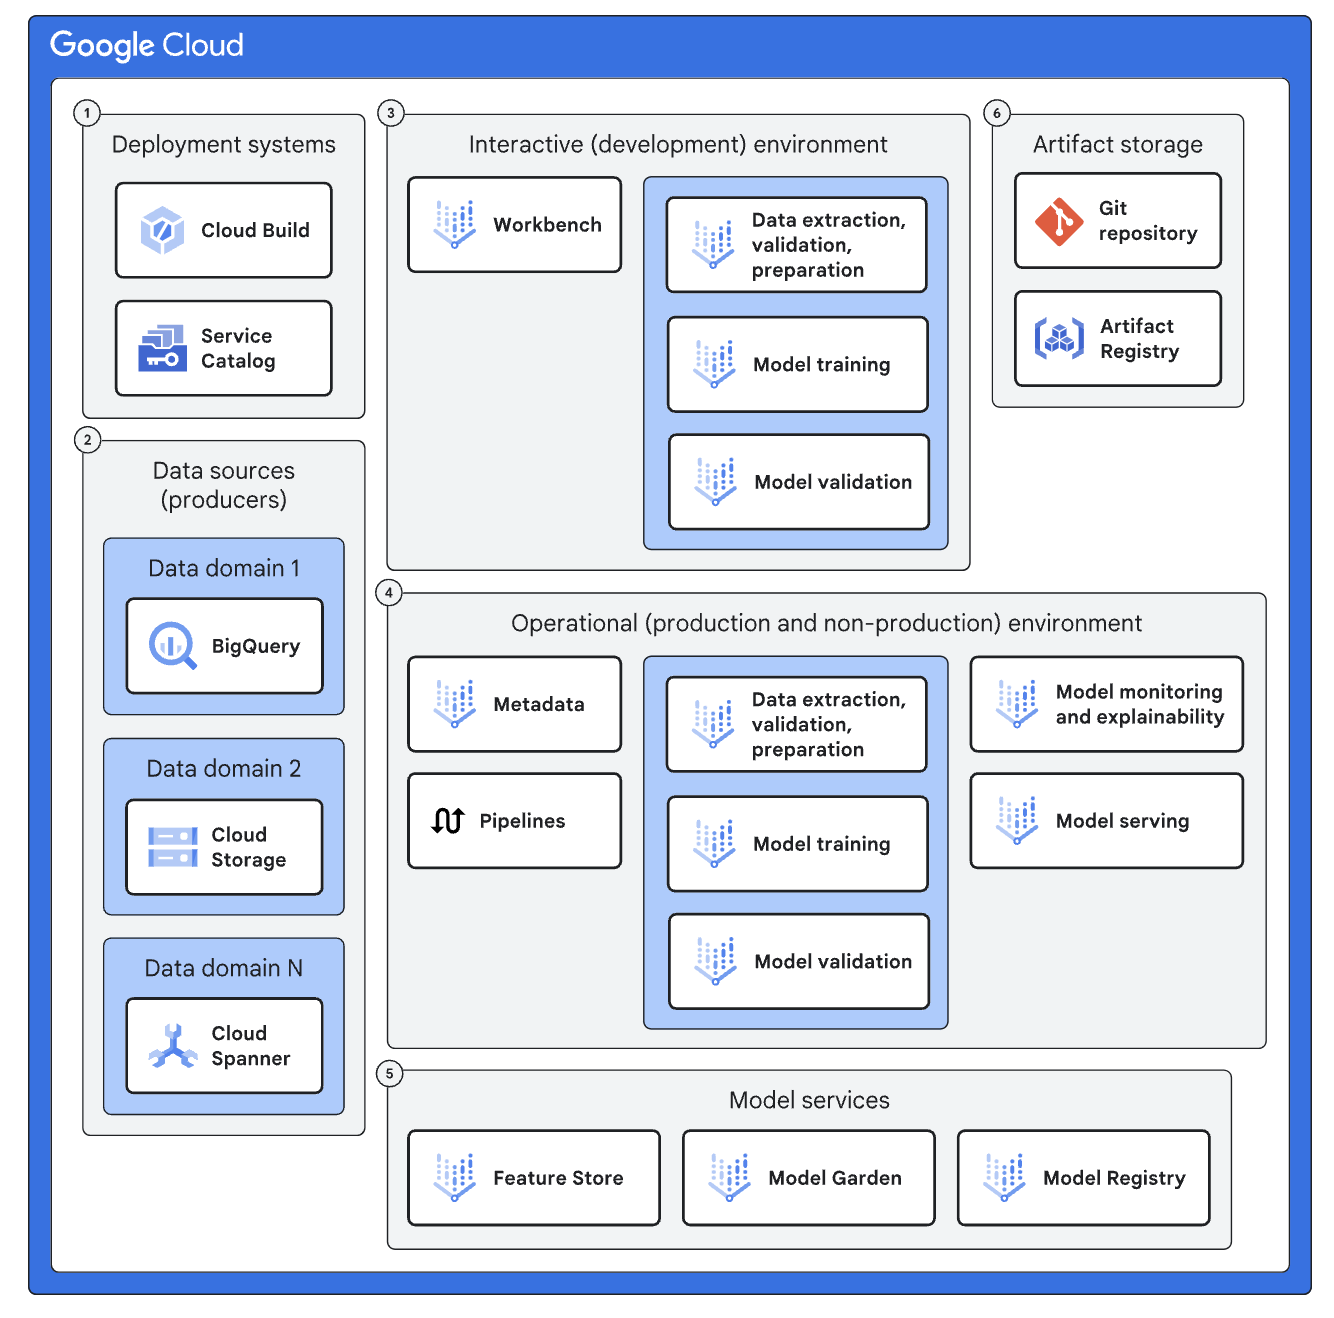 Google Cloud
1
Deployment systems
Cloud Build
Service
Catalog
2
Data sources
(producers)
Data domain 1
BigQuery
Data domain 2
Cloud
Storage
Data domain N
Cloud
Spanner
3
Interactive (development) environment
Workbench
Data extraction,
validation,
preparation
Model training
Model validation
4
Operational (production and non-production) environment
Metadata
Pipelines
Data extraction,
validation,
preparation
Model training
Model validation
Model monitoring
and explainability
Model serving
5
Model services
Feature Store
Model Garden
Model Registry
6
Artifact storage
Git
repository
Artifact
Registry